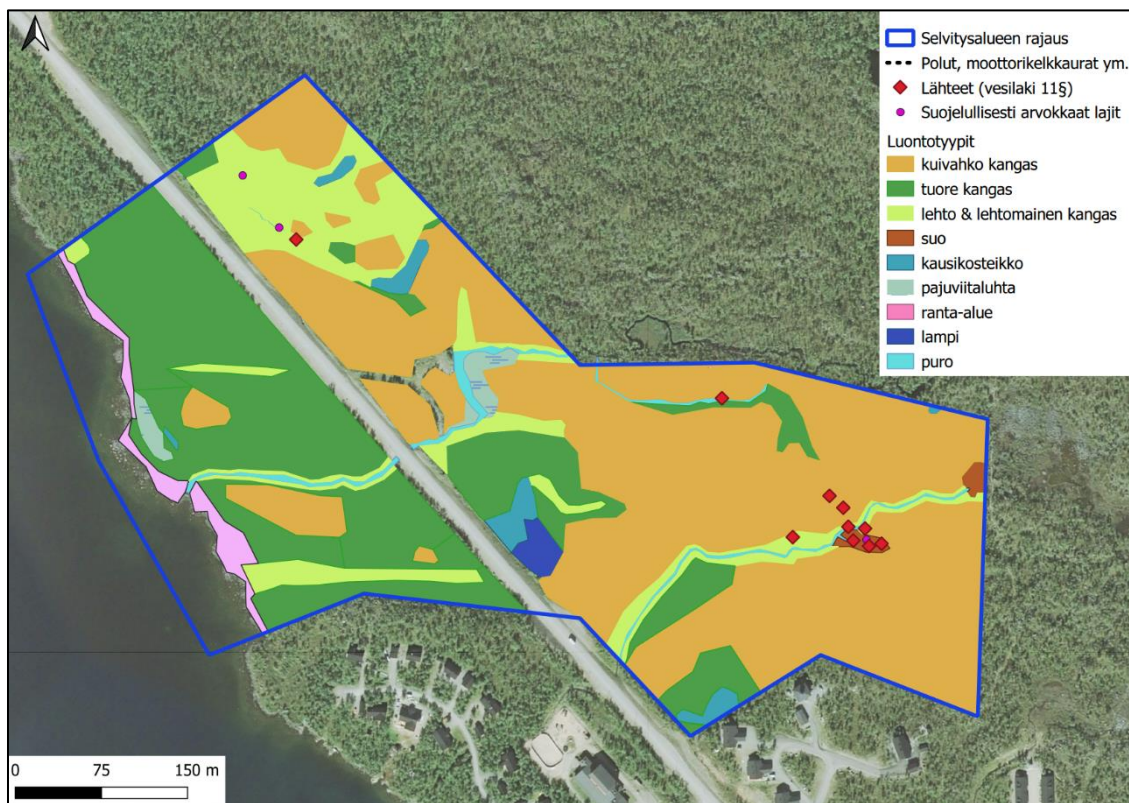 Selvitysalueen rajaus
Polut, moottorikelkkaurat ym.
Lähteet (vesilaki 11§)
Suojelullisesti arvokkaat lajit
Luontotyypit
kuivahko kangas
tuore kangas
lehto & lehtomainen kangas
suo
kausikosteikko
pajuviitaluhta
ranta-alue
lampi
puro
0 75 150 m